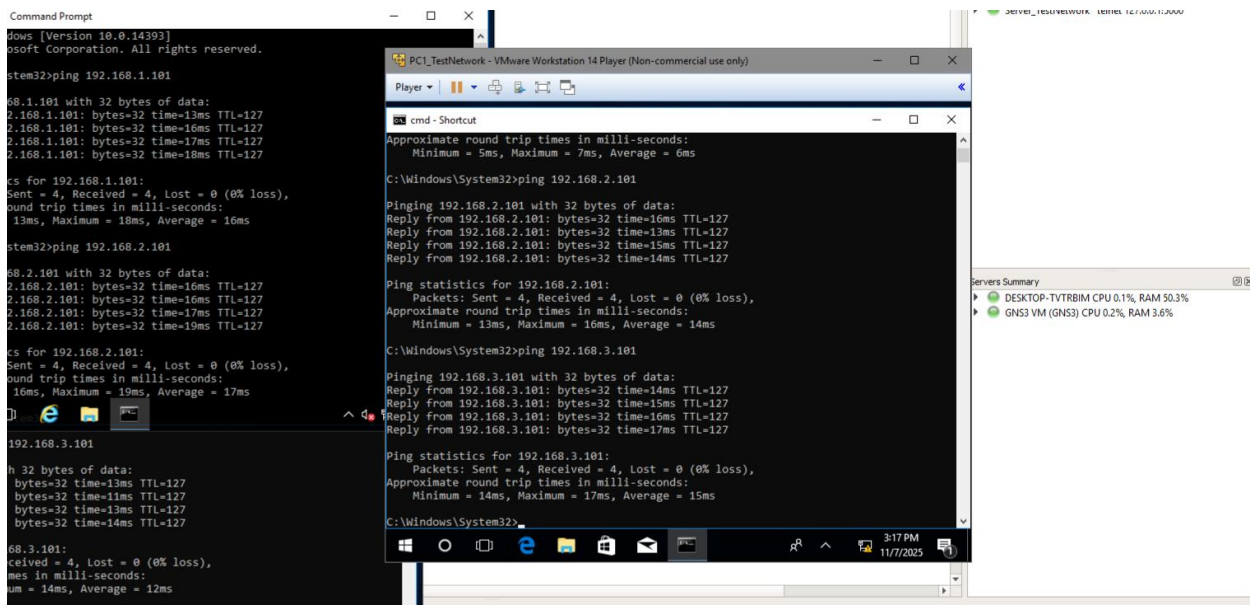 Command Prompt
dows [Version 10.0.14393]
osoft Corporation. All rights reserved.
stem32>ping 192.168.1.101
68.1.101 with 32 bytes of data:
2.168.1.101: bytes=32 time=13ms TTL=127
2.168.1.101: bytes=32 time=16ms TTL=127
2.168.1.101: bytes=32 time=17ms TTL=127
2.168.1.101: bytes=32 time=18ms TTL=127
cs for 192.168.1.101:
Sent = 4, Received = 4, Lost = 0 (0% loss),
ound trip times in milli-seconds:
13ms, Maximum = 18ms, Average = 16ms
stem32>ping 192.168.2.101
68.2.101 with 32 bytes of data:
2.168.2.101: bytes=32 time=16ms TTL=127
2.168.2.101: bytes=32 time=16ms TTL=127
2.168.2.101: bytes=32 time=17ms TTL=127
2.168.2.101: bytes=32 time=19ms TTL=127
cs for 192.168.2.101:
Sent = 4, Received = 4, Lost = 0 (0% loss),
ound trip times in milli-seconds:
16ms, Maximum = 19ms, Average = 17ms
192.168.3.101
h 32 bytes of data:
bytes=32 time=13ms TTL=127
bytes=32 time=11ms TTL=127
bytes=32 time=13ms TTL=127
bytes=32 time=14ms TTL=127
68.3.101:
ceived = 4, Lost = 0 (0% loss),
mes in milli-seconds:
um = 14ms, Average = 12ms
PC1_TestNetwork - VMware Workstation 14 Player (Non-commercial use only)
Player
cmd - Shortcut
Approximate round trip times in milli-seconds:
Minimum = 5ms, Maximum = 7ms, Average = 6ms
C:\Windows\System32>ping 192.168.2.101
Pinging 192.168.2.101 with 32 bytes of data:
Reply from 192.168.2.101: bytes=32 time=16ms TTL=127
Reply from 192.168.2.101: bytes=32 time=13ms TTL=127
Reply from 192.168.2.101: bytes=32 time=15ms TTL=127
Reply from 192.168.2.101: bytes=32 time=14ms TTL=127
Ping statistics for 192.168.2.101:
Packets: Sent = 4, Received = 4, Lost = 0 (0% loss),
Approximate round trip times in milli-seconds:
Minimum = 13ms, Maximum = 16ms, Average = 14ms
C:\Windows\System32>ping 192.168.3.101
Pinging 192.168.3.101 with 32 bytes of data:
Reply from 192.168.3.101: bytes=32 time=14ms TTL=127
Reply from 192.168.3.101: bytes=32 time=15ms TTL=127
Reply from 192.168.3.101: bytes=32 time=16ms TTL=127
Reply from 192.168.3.101: bytes=32 time=17ms TTL=127
Ping statistics for 192.168.3.101:
Packets: Sent = 4, Received = 4, Lost = 0 (0% loss),
Approximate round trip times in milli-seconds:
Minimum = 14ms, Maximum = 17ms, Average = 15ms
C:\Windows\System32>
3:17 PM
11/7/2025
1
Server_TestNetwork telnet 127.0.0.1:5000
Servers Summary
DESKTOP-TVTRBIM CPU 0.1%, RAM 50.3%
GNS3 VM (GNS3) CPU 0.2%, RAM 3.6%